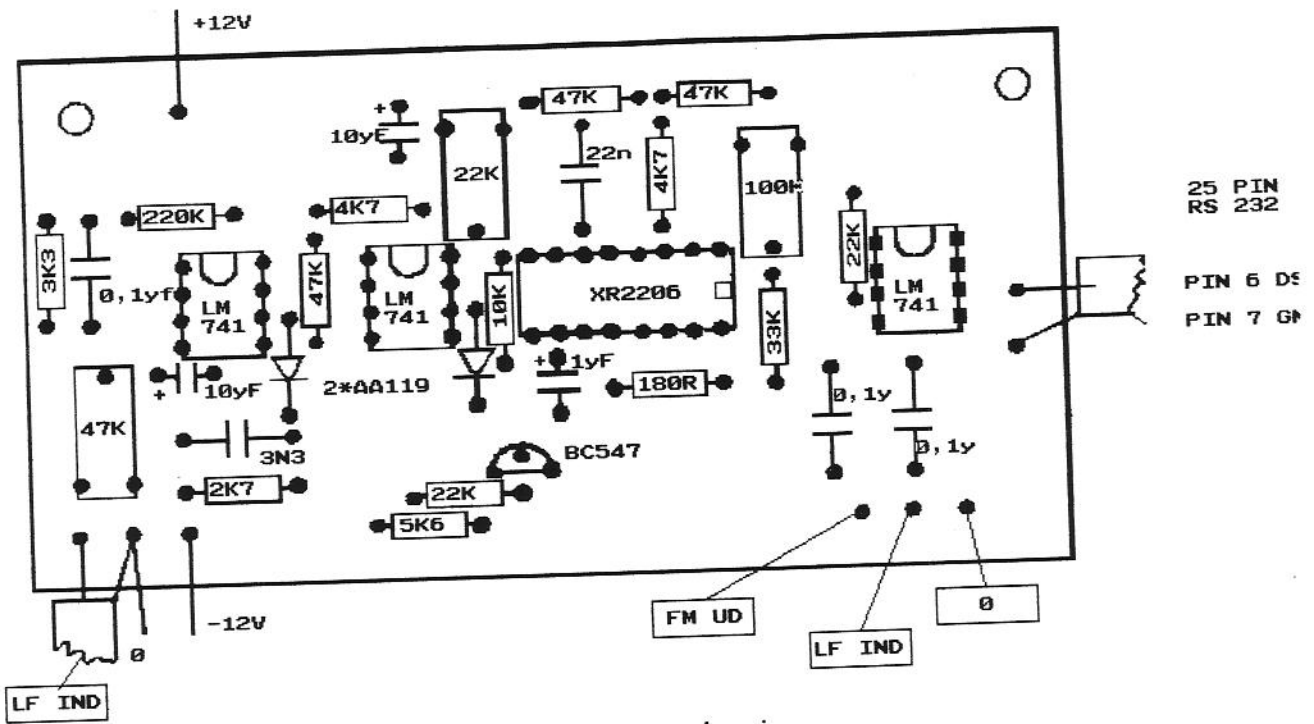 +12V
47K
47K
10yF
22K
22n
4K7
25 PIN
RS 232
4K7
220K
22K
3K3
47K
10K
XR2206
LM
741
LM
741
LM
741
PIN 6
PIN 7
0,1yf
33K
+
10yF
2*AA119
+
1yF
180R
0,1y
0,1y
47K
3N3
BC547
2K7
22K
5K6
FM UD
0
LF IND
-12V
0
LF IND